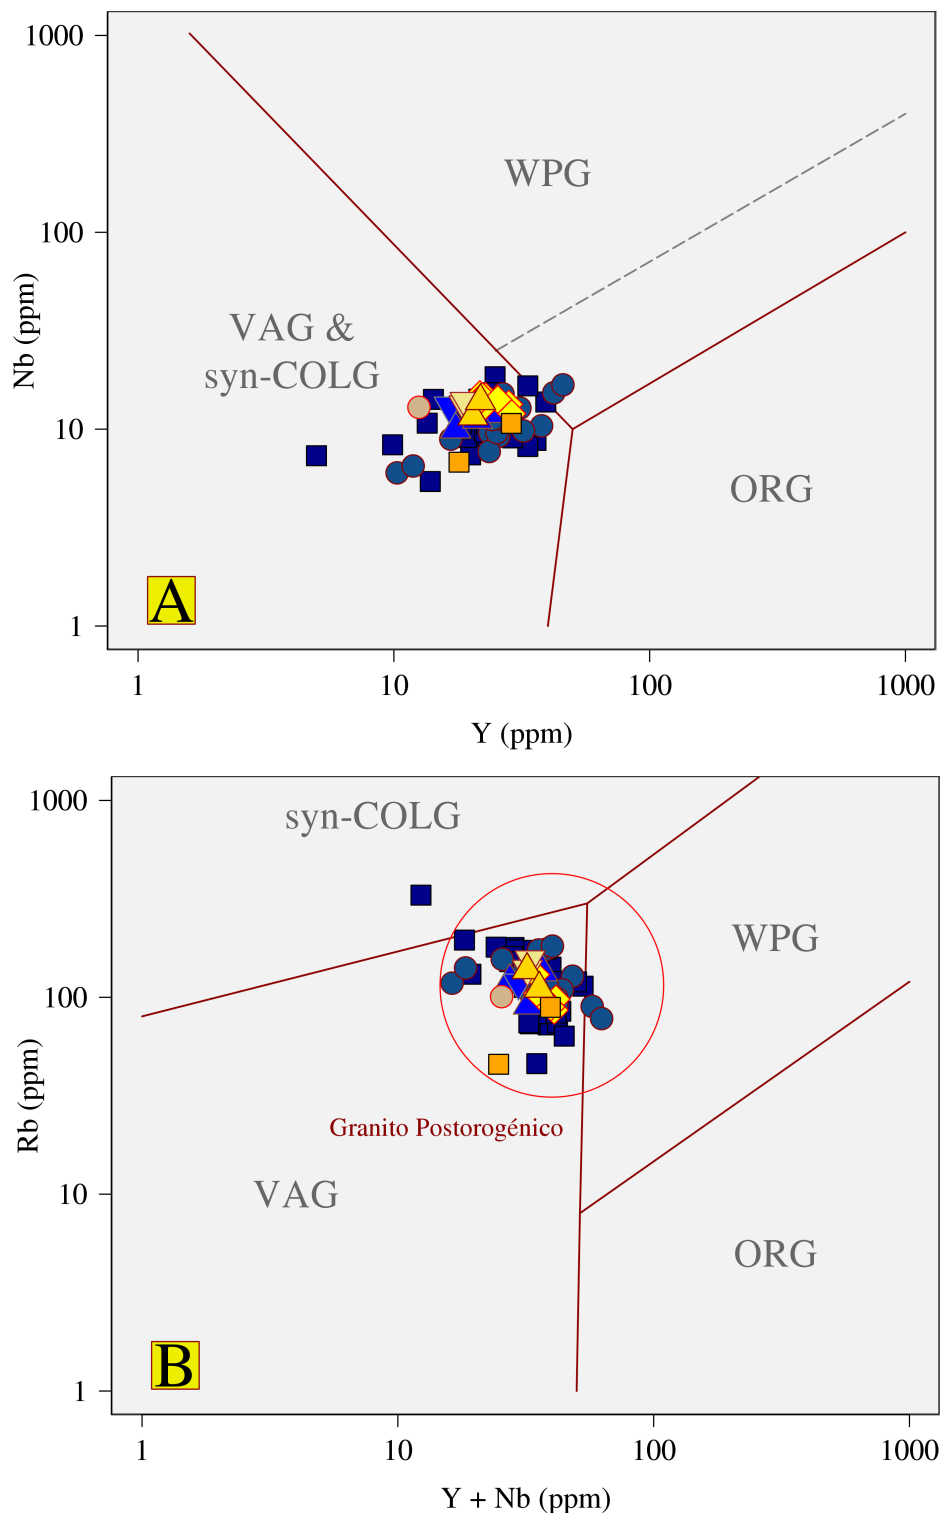 1000
WPG
100
VAG &
syn-COLG
Nb (ppm)
10
ORG
A
1
1 10 100 1000
Y (ppm)
1000
syn-COLG
WPG
100
Rb (ppm)
Granito Postorogénico
10
VAG
ORG
B
1
1 10 100 1000
Y + Nb (ppm)